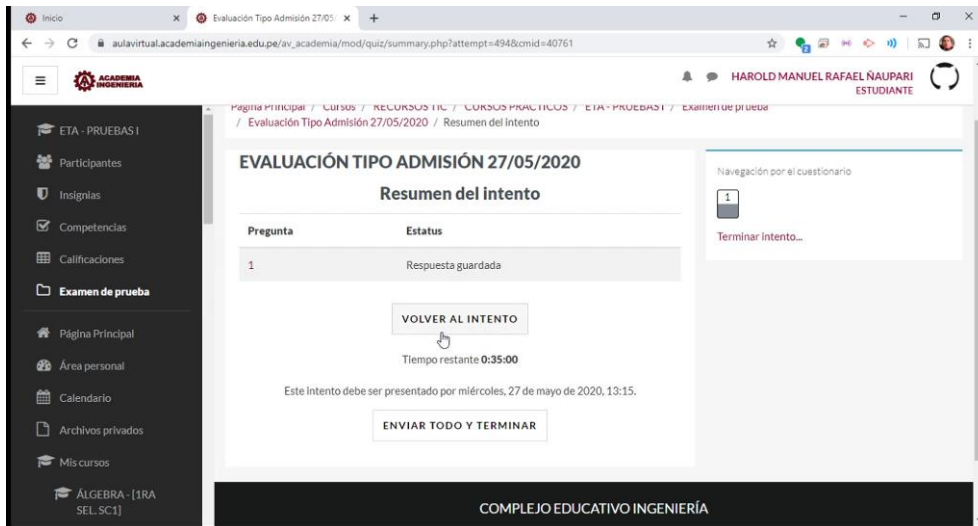 Inicio
Evaluación Tipo Admisión 27/05/
aulavirtual.academiaingenieria.edu.pe/av_academia/mod/quiz/summary.php?attempt=494&cmid=40761
ACADEMIA
INGENIERIA
HAROLD MANUEL RAFAEL ÑAUPARI
ESTUDIANTE
Página Principal / Cursos / RECURSOS TIC / CURSOS PRÁCTICOS / ETA - PRUEBAS I / Examen de prueba
/ Evaluación Tipo Admisión 27/05/2020 / Resumen del intento
ETA - PRUEBAS I
Participantes
Insignias
Competencias
Calificaciones
Examen de prueba
Página Principal
Área personal
Calendario
Archivos privados
Mis cursos
ÁLGEBRA - [1RA
SEL. SC1]
EVALUACIÓN TIPO ADMISIÓN 27/05/2020
Resumen del intento
Pregunta Estatus
1 Respuesta guardada
VOLVER AL INTENTO
Tiempo restante 0:35:00
Este intento debe ser presentado por miércoles, 27 de mayo de 2020, 13:15.
ENVIAR TODO Y TERMINAR
Navegación por el cuestionario
1
Terminar intento...
COMPLEJO EDUCATIVO INGENIERÍA